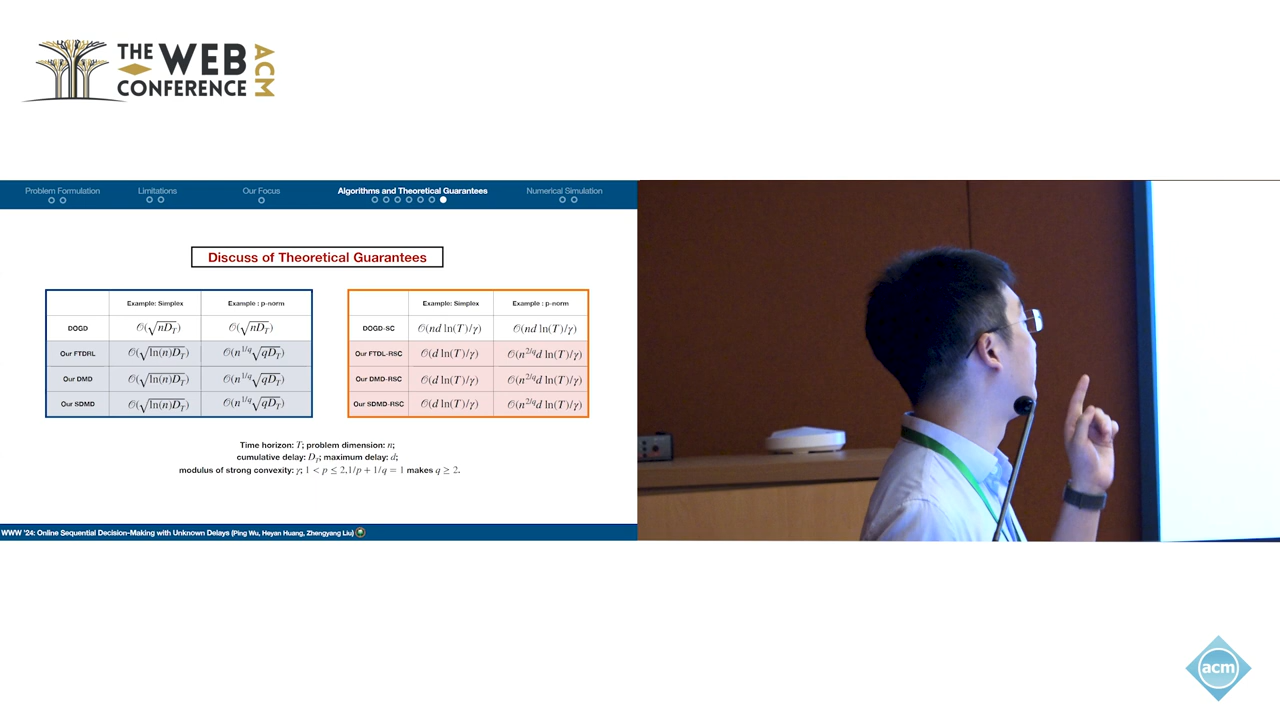 THE WEB
CONFERENCE
ACM
Problem Formulation Limitations Our Focus Algorithms and Theoretical Guarantees Numerical Simulation
Discuss of Theoretical Guarantees
Example: Simplex Example : p-norm
DOGD 𝒪(√nD_T) 𝒪(√nD_T)
Our FTDRL 𝒪(√ln(n)D_T) 𝒪(n^{1/q}√qD_T)
Our DMD 𝒪(√ln(n)D_T) 𝒪(n^{1/q}√qD_T)
Our SDMD 𝒪(√ln(n)D_T) 𝒪(n^{1/q}√qD_T)
Example: Simplex Example : p-norm
DOGD-SC 𝒪(nd ln(T)/γ) 𝒪(nd ln(T)/γ)
Our FTDL-RSC 𝒪(d ln(T)/γ) 𝒪(n^{2/q}d ln(T)/γ)
Our DMD-RSC 𝒪(d ln(T)/γ) 𝒪(n^{2/q}d ln(T)/γ)
Our SDMD-RSC 𝒪(d ln(T)/γ) 𝒪(n^{2/q}d ln(T)/γ)
Time horizon: T; problem dimension: n;
cumulative delay: D_T; maximum delay: d;
modulus of strong convexity: γ; 1 < p ≤ 2,1/p + 1/q = 1 makes q ≥ 2.
WWW '24: Online Sequential Decision-Making with Unknown Delays (Ping Wu, Heyan Huang, Zhengyang Liu)
acm